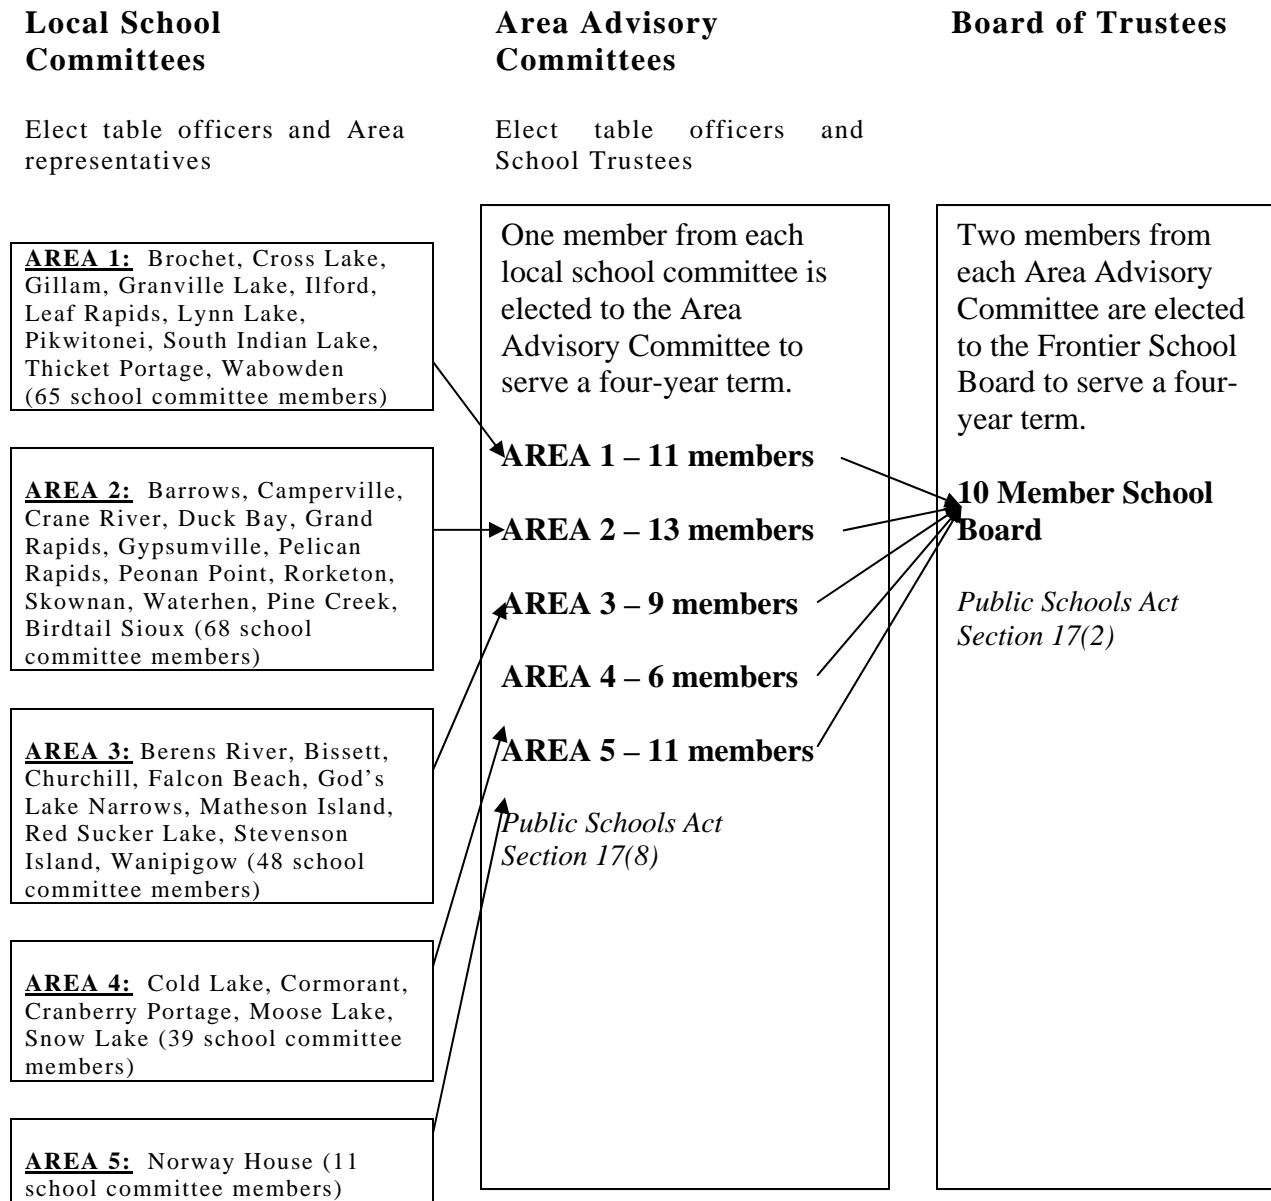 Local School
Committees
Elect table officers and Area
representatives
AREA 1: Brochet, Cross Lake,
Gillam, Granville Lake, Ilford,
Leaf Rapids, Lynn Lake,
Pikwitonei, South Indian Lake,
Thicket Portage, Wabowden
(65 school committee members)
AREA 2: Barrows, Camperville,
Crane River, Duck Bay, Grand
Rapids, Gypsumville, Pelican
Rapids, Peonan Point, Rorketon,
Skownan, Waterhen, Pine Creek,
Birdtail Sioux (68 school
committee members)
AREA 3: Berens River, Bissett,
Churchill, Falcon Beach, God's
Lake Narrows, Matheson Island,
Red Sucker Lake, Stevenson
Island, Wanipigow (48 school
committee members)
AREA 4: Cold Lake, Cormorant,
Cranberry Portage, Moose Lake,
Snow Lake (39 school committee
members)
AREA 5: Norway House (11
school committee members)
Area Advisory
Committees
Elect table officers and
School Trustees
One member from each
local school committee is
elected to the Area
Advisory Committee to
serve a four-year term.
AREA 1 – 11 members
AREA 2 – 13 members
AREA 3 – 9 members
AREA 4 – 6 members
AREA 5 – 11 members
Public Schools Act
Section 17(8)
Board of Trustees
Two members from
each Area Advisory
Committee are elected
to the Frontier School
Board to serve a four-
year term.
10 Member School
Board
Public Schools Act
Section 17(2)